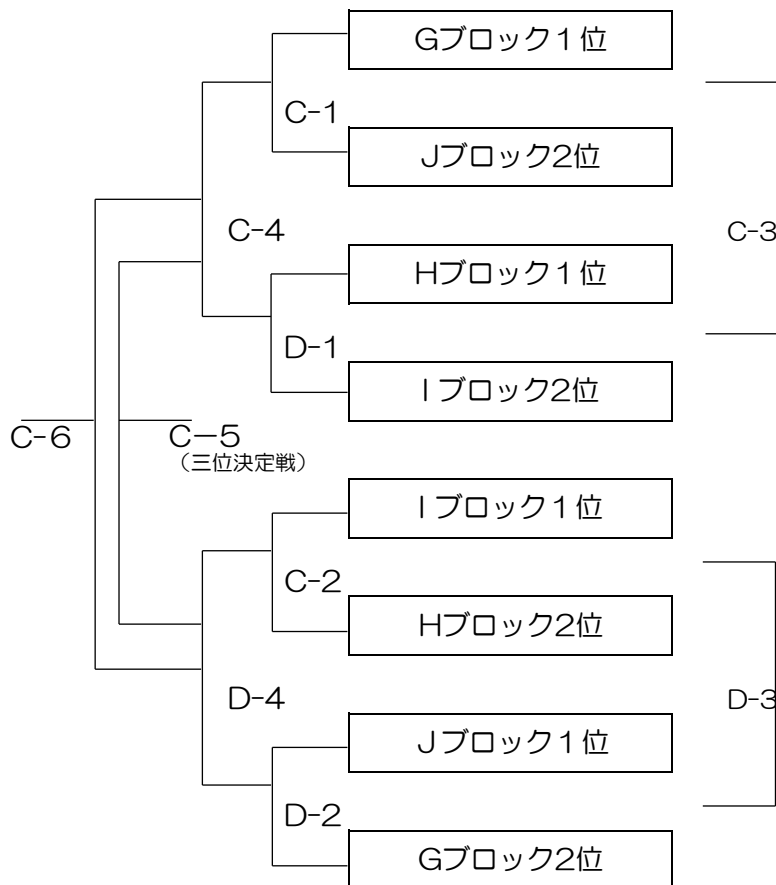 Gブロック１位
C-1
Jブロック2位
C-4
C-3
Hブロック１位
D-1
Iブロック2位
C-6
C－5
（三位決定戦）
Iブロック１位
C-2
Hブロック2位
D-4
D-3
Jブロック１位
D-2
Gブロック2位